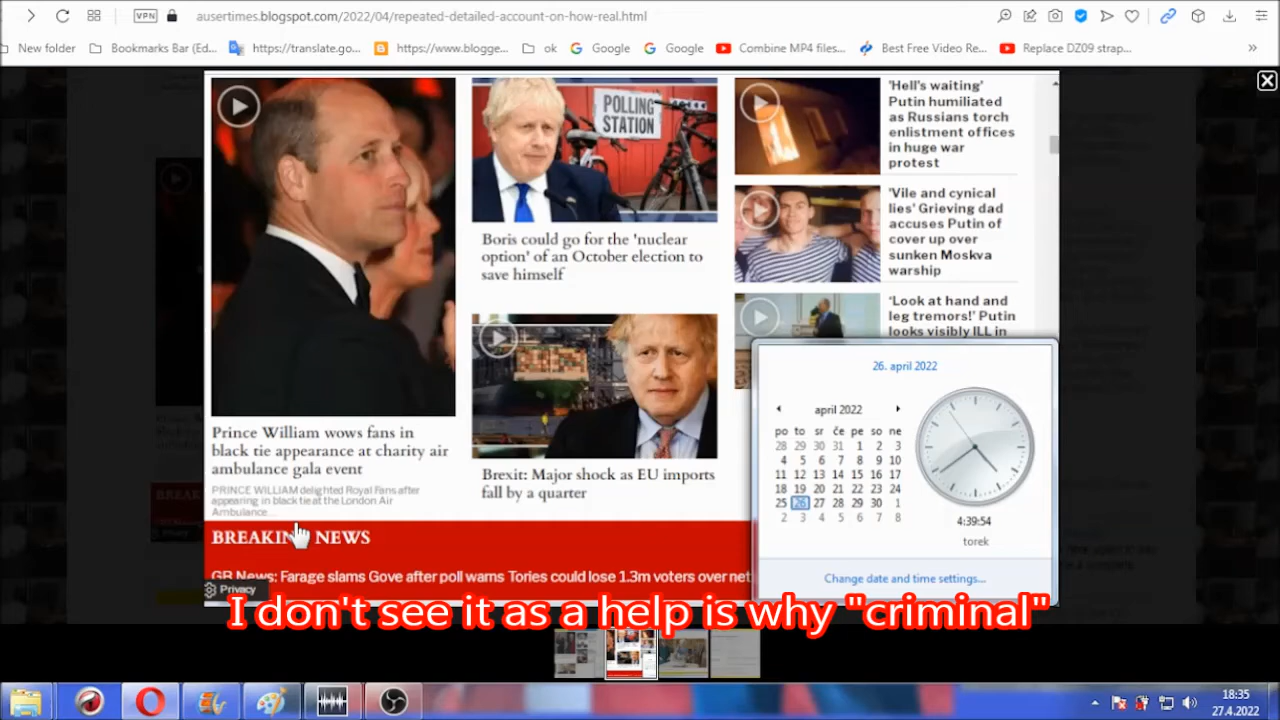 VPN
ausertimes.blogspot.com/2022/04/repeated-detailed-account-on-how-real.html
New folder
Bookmarks Bar (Ed...
https://translate.go...
https://www.blogge...
ok
Google
Google
Combine MP4 files...
Best Free Video Re...
Replace DZ09 strap...
»
POLLING
STATION
Prince William wows fans in
black tie appearance at charity air
ambulance gala event
PRINCE WILLIAM delighted Royal Fans after
appearing in black tie at the London Air
Ambulance...
Boris could go for the 'nuclear
option' of an October election to
save himself
Brexit: Major shock as EU imports
fall by a quarter
'Hell's waiting'
Putin humiliated
as Russians torch
enlistment offices
in huge war
protest
'Vile and cynical
lies' Grieving dad
accuses Putin of
cover up over
sunken Moskva
warship
'Look at hand and
leg tremors!' Putin
looks visibly ILL in
26. april 2022
april 2022
po to sr če pe so ne
28 29 30 31 1 2 3
4 5 6 7 8 9 10
11 12 13 14 15 16 17
18 19 20 21 22 23 24
25 26 27 28 29 30 1
2 3 4 5 6 7 8
4:39:54
torek
Change date and time settings...
BREAKING NEWS
GB News: Farage slams Gove after poll warns Tories could lose 1.3m voters over net
Privacy
I don't see it as a help is why "criminal"
18:35
27.4.2022